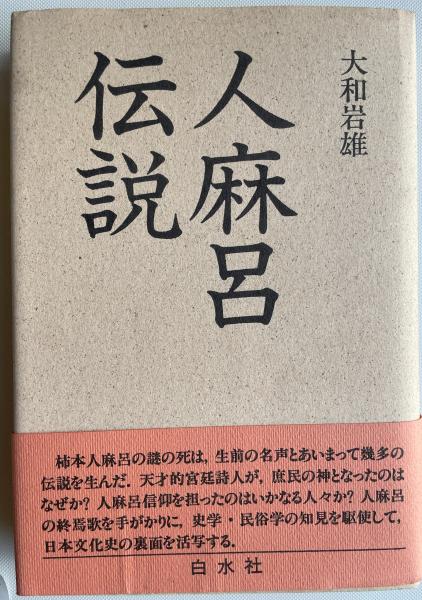 大和岩雄
人麻呂
伝説
柿本人麻呂の謎の死は，生前の名声とあいまって幾多の
伝説を生んだ．天才的宮廷詩人が，庶民の神となったのは
なぜか？人麻呂信仰を担ったのはいかなる人々か？人麻呂
の終焉歌を手がかりに，史学・民俗学の知見を駆使して，
日本文化史の裏面を活写する．
白水社